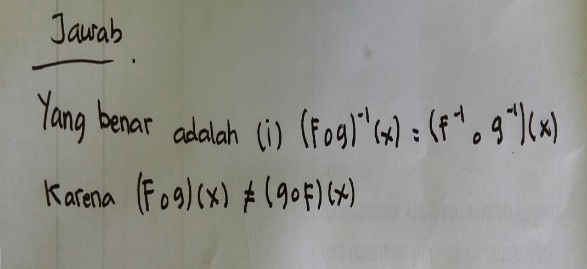 Jawab.
Yang benar adalah (i) (Fog)⁻¹(x) = (F⁻¹ o g⁻¹)(x)
Karena (Fog)(x) ≠ (goF)(x)